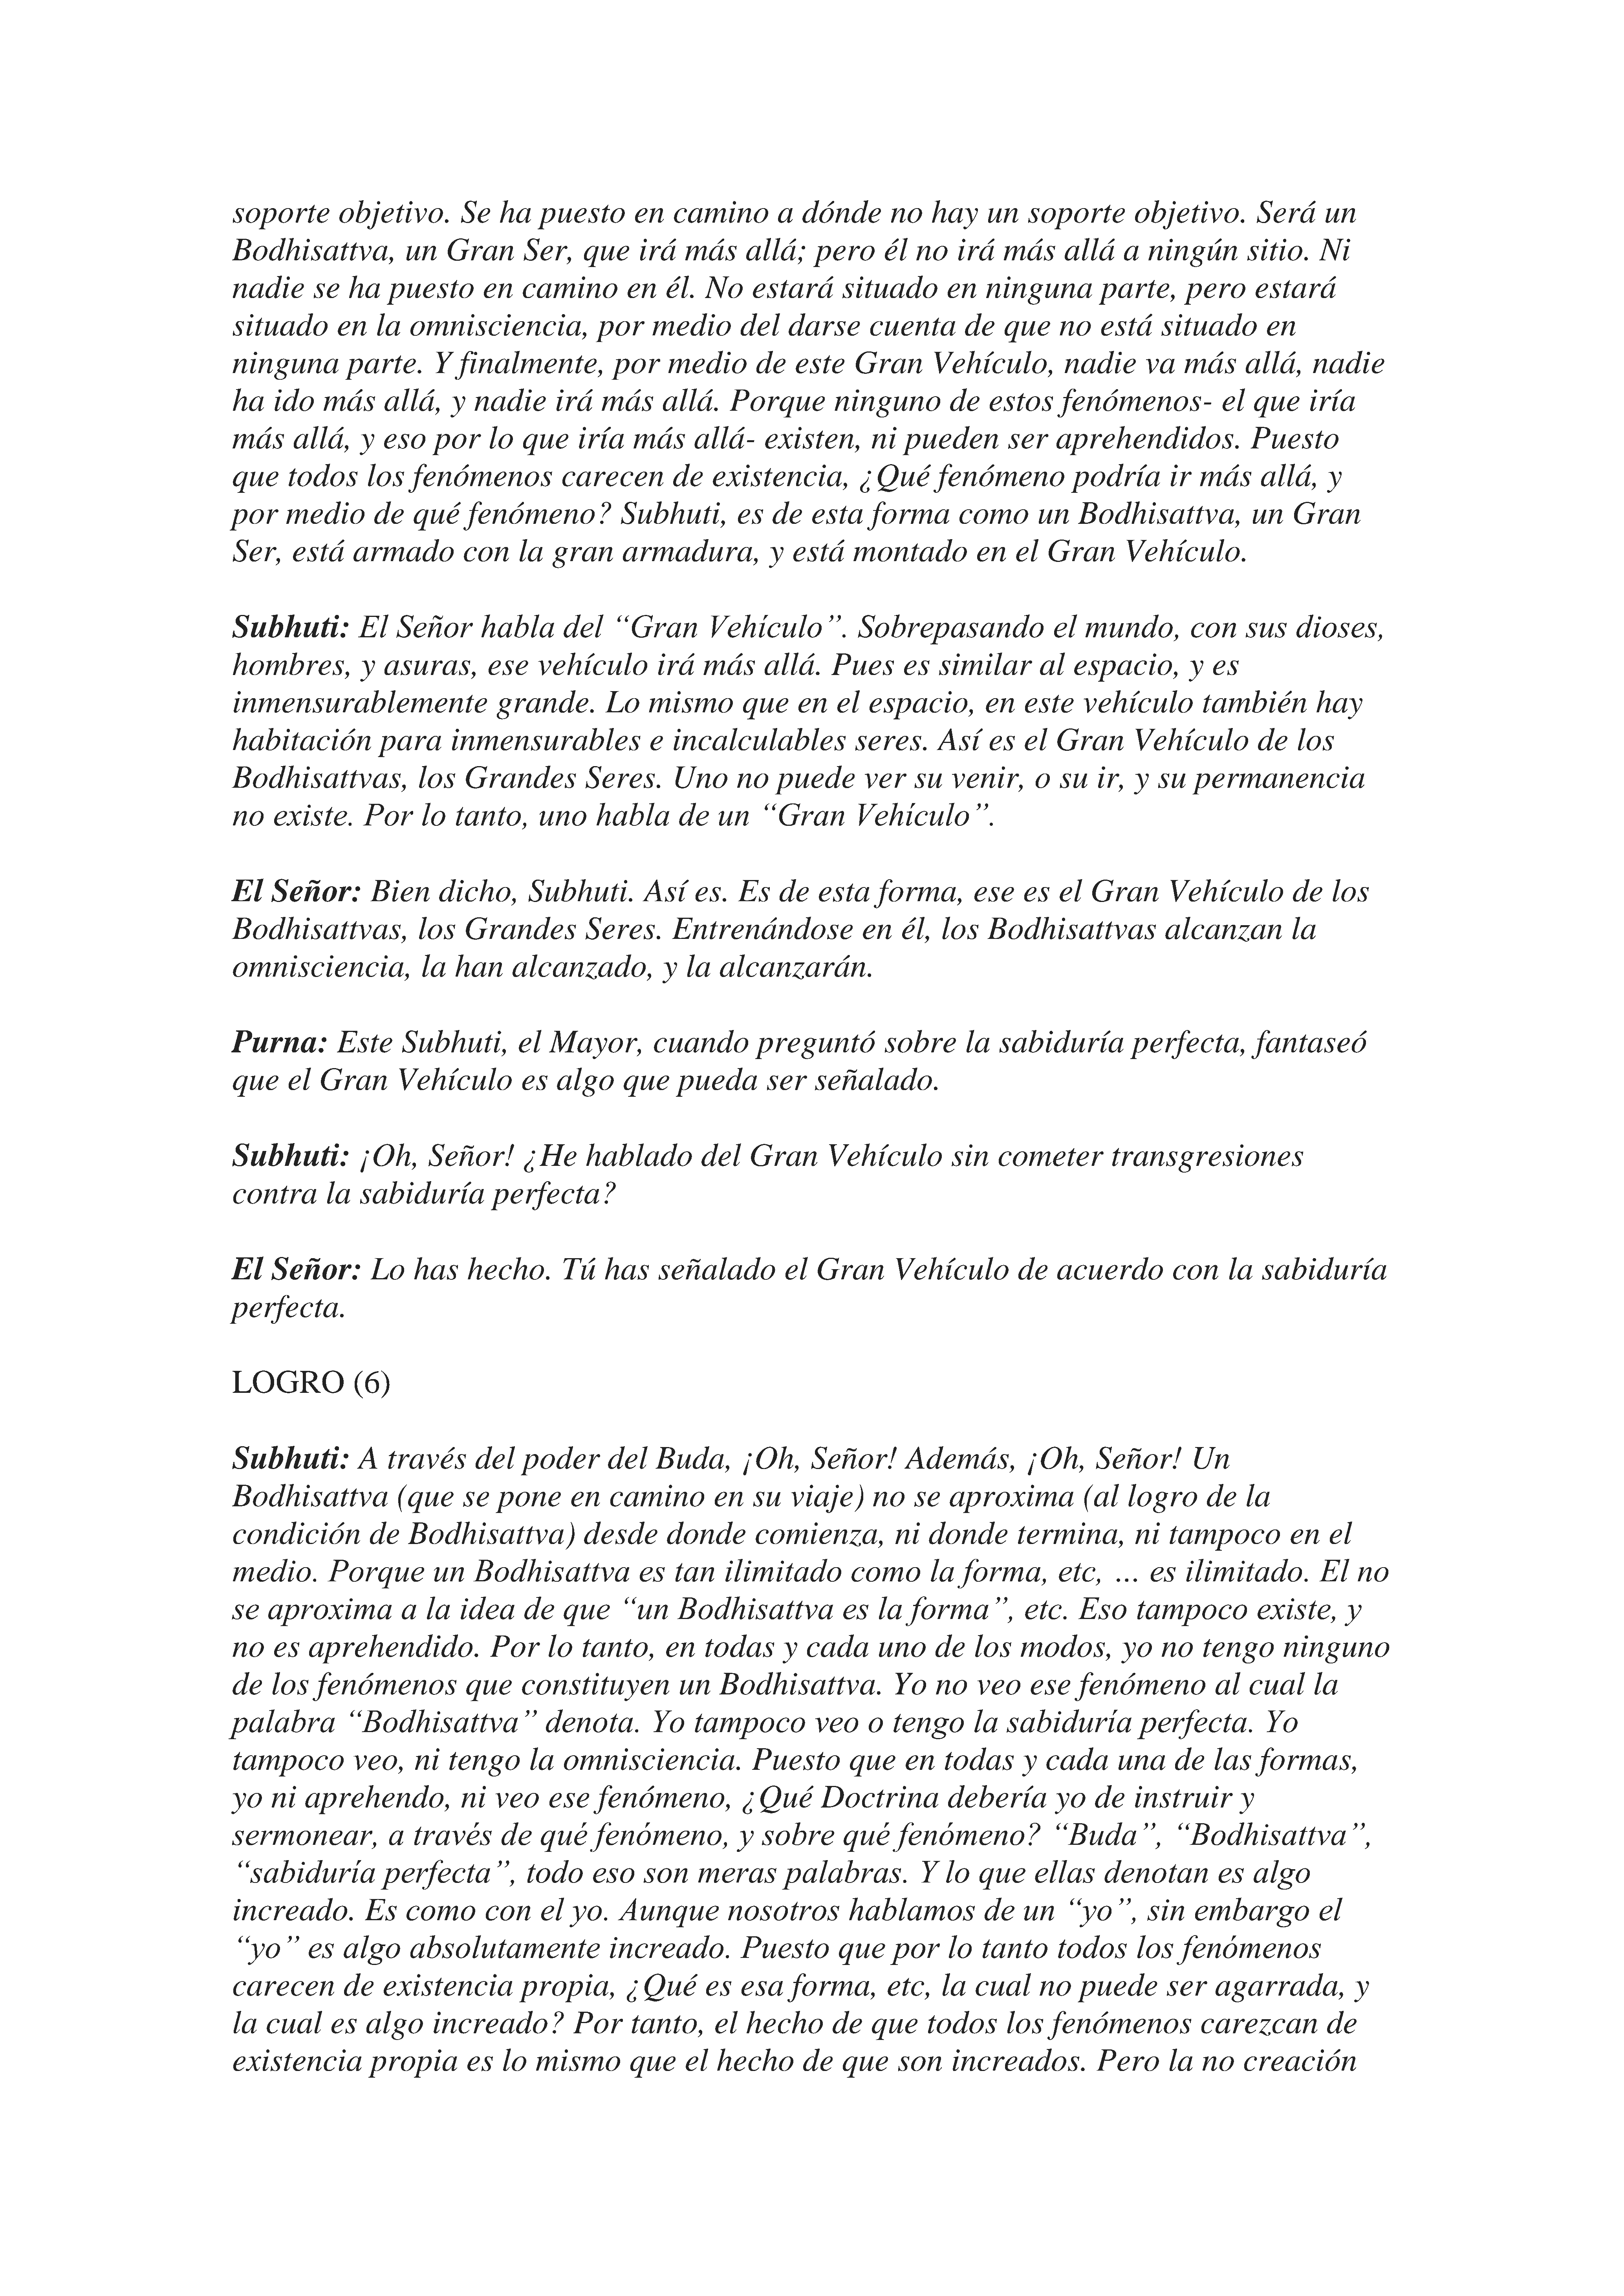 soporte objetivo. Se ha puesto en camino a dónde no hay un soporte objetivo. Será un
Bodhisattva, un Gran Ser, que irá más allá; pero él no irá más allá a ningún sitio. Ni
nadie se ha puesto en camino en él. No estará situado en ninguna parte, pero estará
situado en la omnisciencia, por medio del darse cuenta de que no está situado en
ninguna parte. Y finalmente, por medio de este Gran Vehículo, nadie va más allá, nadie
ha ido más allá, y nadie irá más allá. Porque ninguno de estos fenómenos- el que iría
más allá, y eso por lo que iría más allá- existen, ni pueden ser aprehendidos. Puesto
que todos los fenómenos carecen de existencia, ¿Qué fenómeno podría ir más allá, y
por medio de qué fenómeno? Subhuti, es de esta forma como un Bodhisattva, un Gran
Ser, está armado con la gran armadura, y está montado en el Gran Vehículo.
Subhuti: El Señor habla del “Gran Vehículo”. Sobrepasando el mundo, con sus dioses,
hombres, y asuras, ese vehículo irá más allá. Pues es similar al espacio, y es
inmensurablemente grande. Lo mismo que en el espacio, en este vehículo también hay
habitación para inmensurables e incalculables seres. Así es el Gran Vehículo de los
Bodhisattvas, los Grandes Seres. Uno no puede ver su venir, o su ir, y su permanencia
no existe. Por lo tanto, uno habla de un “Gran Vehículo”.
El Señor: Bien dicho, Subhuti. Así es. Es de esta forma, ese es el Gran Vehículo de los
Bodhisattvas, los Grandes Seres. Entrenándose en él, los Bodhisattvas alcanzan la
omnisciencia, la han alcanzado, y la alcanzarán.
Purna: Este Subhuti, el Mayor, cuando preguntó sobre la sabiduría perfecta, fantaseó
que el Gran Vehículo es algo que pueda ser señalado.
Subhuti: ¡Oh, Señor! ¿He hablado del Gran Vehículo sin cometer transgresiones
contra la sabiduría perfecta?
El Señor: Lo has hecho. Tú has señalado el Gran Vehículo de acuerdo con la sabiduría
perfecta.
LOGRO (6)
Subhuti: A través del poder del Buda, ¡Oh, Señor! Además, ¡Oh, Señor! Un
Bodhisattva (que se pone en camino en su viaje) no se aproxima (al logro de la
condición de Bodhisattva) desde donde comienza, ni donde termina, ni tampoco en el
medio. Porque un Bodhisattva es tan ilimitado como la forma, etc, ... es ilimitado. El no
se aproxima a la idea de que “un Bodhisattva es la forma”, etc. Eso tampoco existe, y
no es aprehendido. Por lo tanto, en todas y cada uno de los modos, yo no tengo ninguno
de los fenómenos que constituyen un Bodhisattva. Yo no veo ese fenómeno al cual la
palabra “Bodhisattva” denota. Yo tampoco veo o tengo la sabiduría perfecta. Yo
tampoco veo, ni tengo la omnisciencia. Puesto que en todas y cada una de las formas,
yo ni aprehendo, ni veo ese fenómeno, ¿Qué Doctrina debería yo de instruir y
sermonear, a través de qué fenómeno, y sobre qué fenómeno? “Buda”, “Bodhisattva”,
“sabiduría perfecta”, todo eso son meras palabras. Y lo que ellas denotan es algo
increado. Es como con el yo. Aunque nosotros hablamos de un “yo”, sin embargo el
“yo” es algo absolutamente increado. Puesto que por lo tanto todos los fenómenos
carecen de existencia propia, ¿Qué es esa forma, etc, la cual no puede ser agarrada, y
la cual es algo increado? Por tanto, el hecho de que todos los fenómenos carezcan de
existencia propia es lo mismo que el hecho de que son increados. Pero la no creación